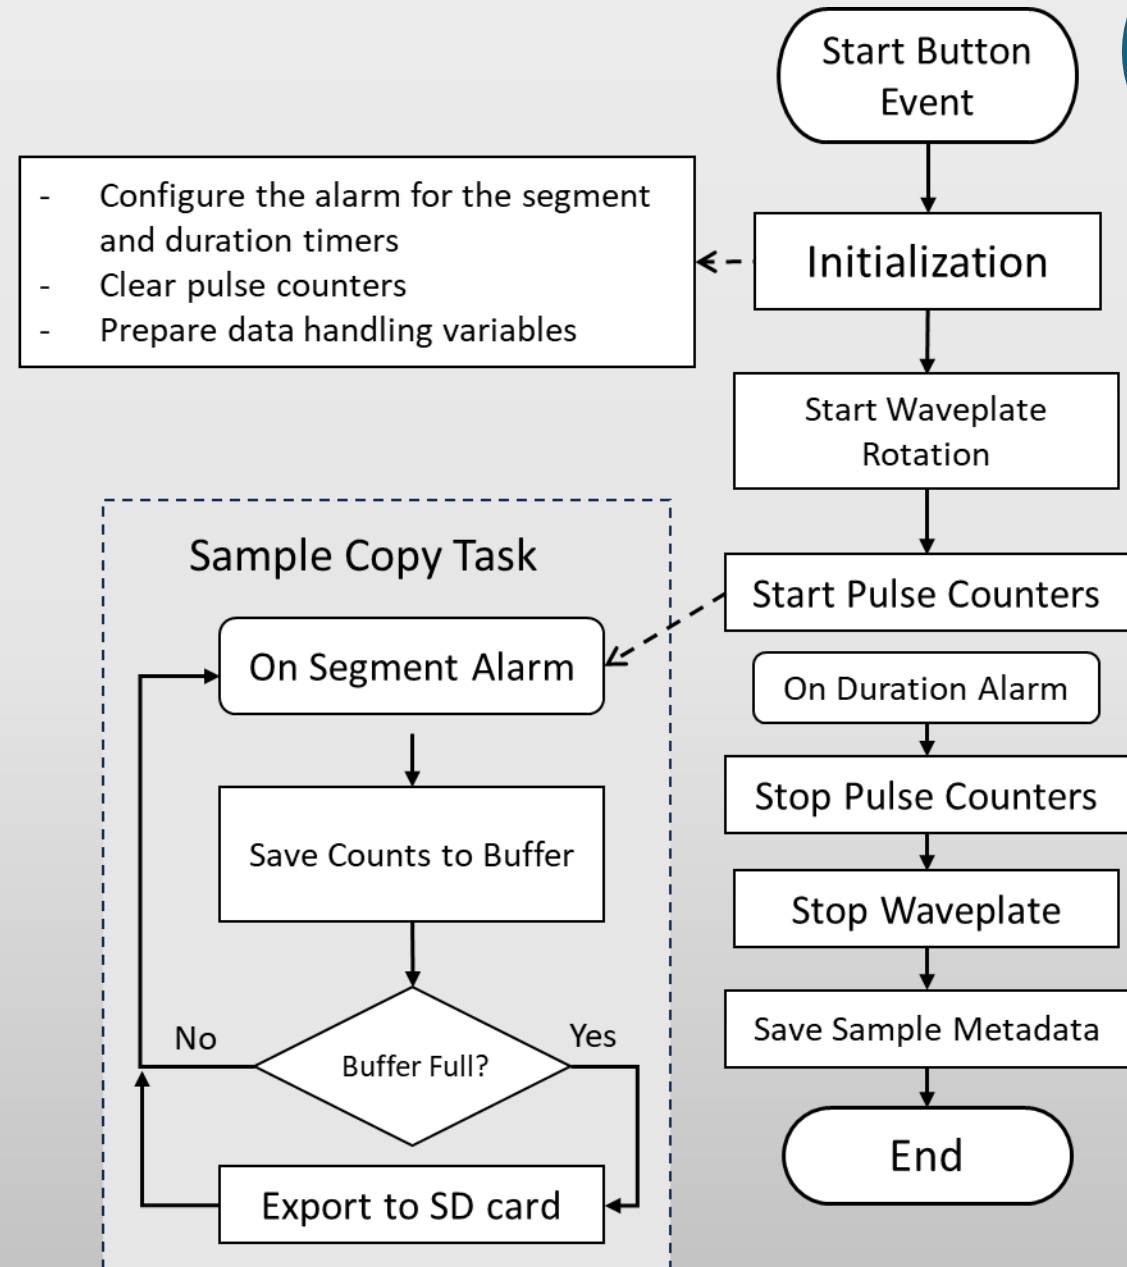 Start Button
Event
- Configure the alarm for the segment
and duration timers
- Clear pulse counters
- Prepare data handling variables
Initialization
Start Waveplate
Rotation
Start Pulse Counters
On Duration Alarm
Stop Pulse Counters
Stop Waveplate
Save Sample Metadata
End
Sample Copy Task
On Segment Alarm
Save Counts to Buffer
Buffer Full?
No
Yes
Export to SD card